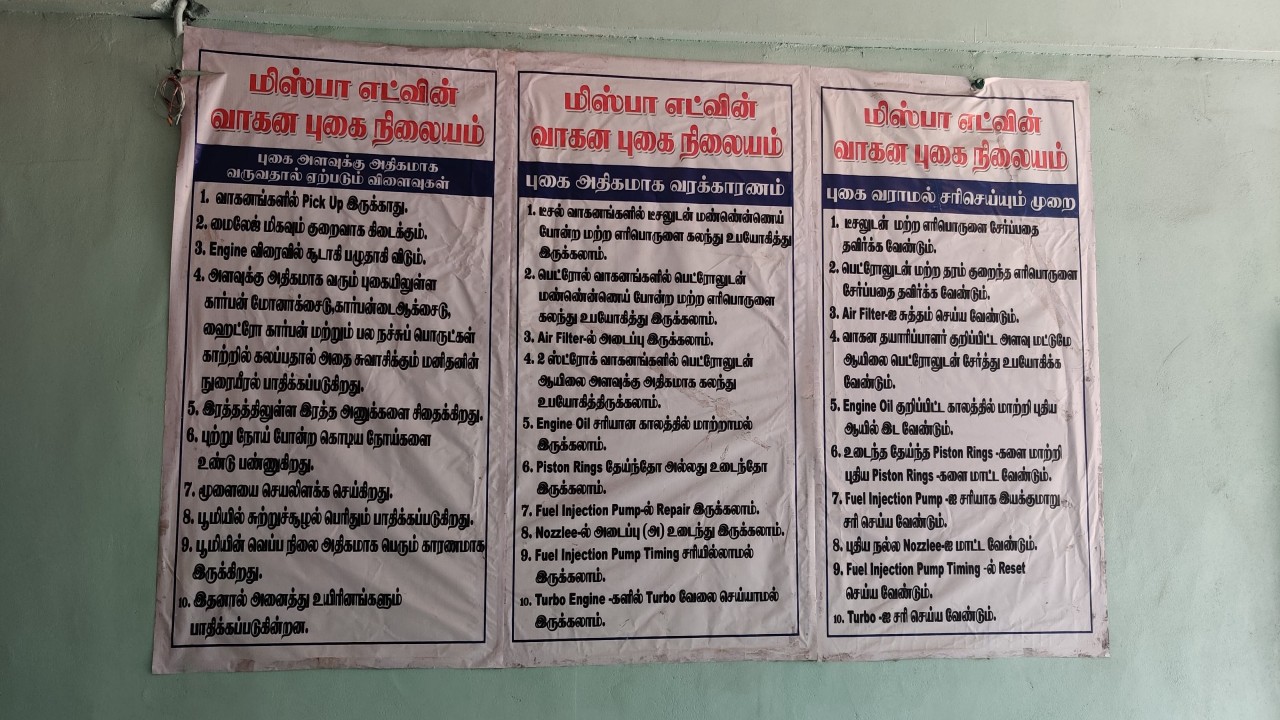 மிஸ்பா எட்வின்
வாகன புகை நிலையம்
புகை அளவுக்கு அதிகமாக
வருவதால் ஏற்படும் விளைவுகள்
1. வாகனங்களில் Pick Up இருக்காது.
2. மைலேஜ் மிகவும் குறைவாக கிடைக்கும்.
3. Engine விரைவில் சூடாகி பழுதாகி விடும்.
4. அளவுக்கு அதிகமாக வரும் புகையிலுள்ள
கார்பன் மோனாக்சைடு,கார்பன்டைஆக்சைடு,
ஹைட்ரோ கார்பன் மற்றும் பல நச்சுப் பொருட்கள்
காற்றில் கலப்பதால் அதை சுவாசிக்கும் மனிதனின்
நுரையீரல் பாதிக்கப்படுகிறது.
5. இரத்தத்திலுள்ள இரத்த அணுக்களை சிதைக்கிறது.
6. புற்று நோய் போன்ற கொடிய நோய்களை
உண்டு பண்ணுகிறது.
7. மூளையை செயலிளக்க செய்கிறது.
8. பூமியில் சுற்றுச்சூழல் பெரிதும் பாதிக்கப்படுகிறது.
9. பூமியின் வெப்ப நிலை அதிகமாக பெரும் காரணமாக
இருக்கிறது.
10. இதனால் அனைத்து உயிரினங்களும்
பாதிக்கப்படுகின்றன.
மிஸ்பா எட்வின்
வாகன புகை நிலையம்
புகை அதிகமாக வரக்காரணம்
1. டீசல் வாகனங்களில் டீசலுடன் மண்ணெண்ணெய்
போன்ற மற்ற எரிபொருளை கலந்து உபயோகித்து
இருக்கலாம்.
2. பெட்ரோல் வாகனங்களில் பெட்ரோலுடன்
மண்ணெண்ணெய் போன்ற மற்ற எரிபொருளை
கலந்து உபயோகித்து இருக்கலாம்.
3. Air Filter-ல் அடைப்பு இருக்கலாம்.
4. 2 ஸ்ட்ரோக் வாகனங்களில் பெட்ரோலுடன்
ஆயிலை அளவுக்கு அதிகமாக கலந்து
உபயோகித்திருக்கலாம்.
5. Engine Oil சரியான காலத்தில் மாற்றாமல்
இருக்கலாம்.
6. Piston Rings தேய்ந்தோ அல்லது உடைந்தோ
இருக்கலாம்.
7. Fuel Injection Pump-ல் Repair இருக்கலாம்.
8. Nozzlee-ல் அடைப்பு (அ) உடைந்து இருக்கலாம்.
9. Fuel Injection Pump Timing சரியில்லாமல்
இருக்கலாம்.
10. Turbo Engine -களில் Turbo வேலை செய்யாமல்
இருக்கலாம்.
மிஸ்பா எட்வின்
வாகன புகை நிலையம்
புகை வராமல் சரிசெய்யும் முறை
1. டீசலுடன் மற்ற எரிபொருளை சேர்ப்பதை
தவிர்க்க வேண்டும்.
2. பெட்ரோலுடன் மற்ற தரம் குறைந்த எரிபொருளை
சேர்ப்பதை தவிர்க்க வேண்டும்.
3. Air Filter-ஐ சுத்தம் செய்ய வேண்டும்.
4. வாகன தயாரிப்பாளர் குறிப்பிட்ட அளவு மட்டுமே
ஆயிலை பெட்ரோலுடன் சேர்த்து உபயோகிக்க
வேண்டும்.
5. Engine Oil குறிப்பிட்ட காலத்தில் மாற்றி புதிய
ஆயில் இட வேண்டும்.
6. உடைந்த தேய்ந்த Piston Rings -களை மாற்றி
புதிய Piston Rings -களை மாட்ட வேண்டும்.
7. Fuel Injection Pump -ஐ சரியாக இயக்குமாறு
சரி செய்ய வேண்டும்.
8. புதிய நல்ல Nozzlee-ஐ மாட்ட வேண்டும்.
9. Fuel Injection Pump Timing -ல் Reset
செய்ய வேண்டும்.
10. Turbo -ஐ சரி செய்ய வேண்டும்.